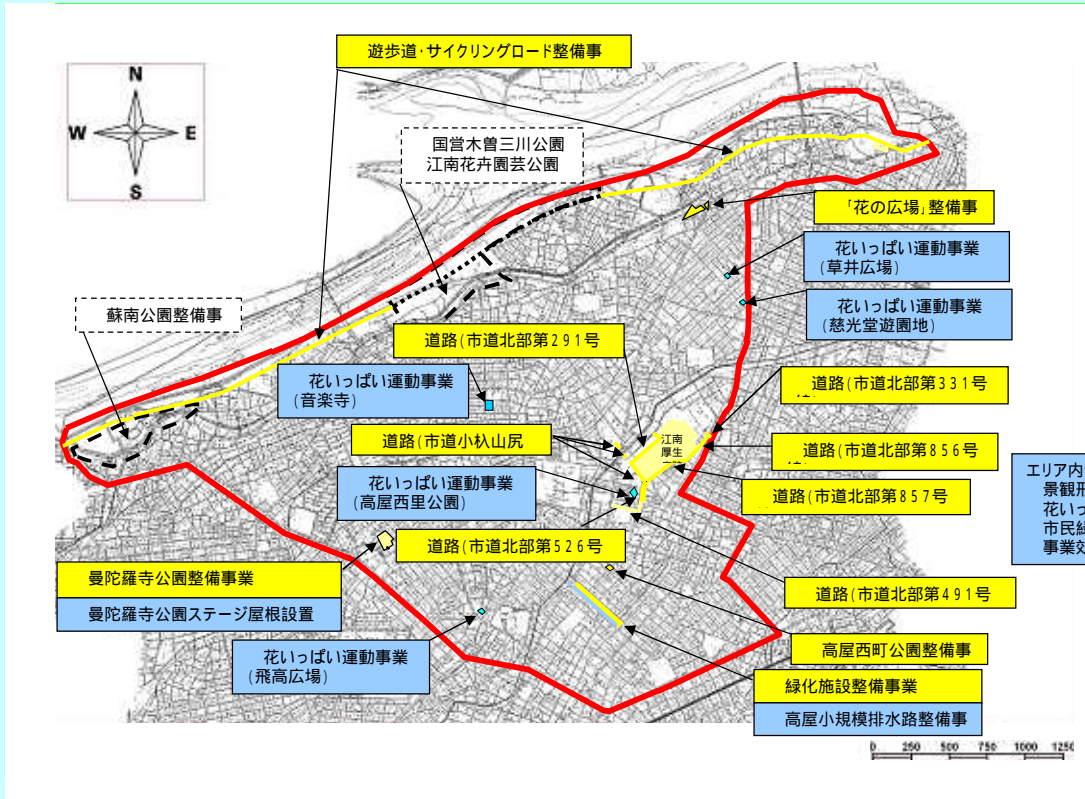 遊歩道･サイクリングロード整備事
N
W
E
S
国営木曽三川公園
江南花卉園芸公園
｢花の広場｣整備事
花いっぱい運動事業
(草井広場)
花いっぱい運動事業
(慈光堂遊園地)
蘇南公園整備事
道路(市道北部第291号
花いっぱい運動事業
(音楽寺)
道路(市道北部第331号
道路(市道小杁山尻
江南
厚生
道路(市道北部第856号
花いっぱい運動事業
(高屋西里公園)
道路(市道北部第857号
エリア内
景観形
花いっ
市民緑
事業効
道路(市道北部第526号
曼陀羅寺公園整備事業
曼陀羅寺公園ステージ屋根設置
道路(市道北部第491号
花いっぱい運動事業
(飛高広場)
高屋西町公園整備事
緑化施設整備事業
高屋小規模排水路整備事
0 250 500 750 1000 1250